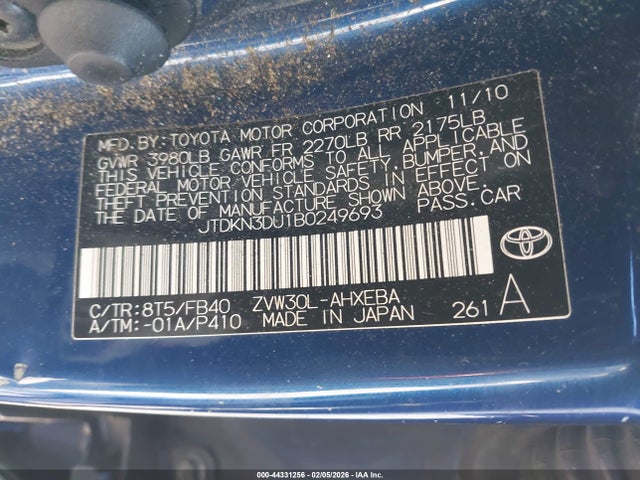 MFD. BY: TOYOTA MOTOR CORPORATION 11/10
GVWR 3980LB GAWR FR 2270LB RR 2175LB
THIS VEHICLE CONFORMS TO ALL APPLICABLE
FEDERAL MOTOR VEHICLE SAFETY,BUMPER,AND
THEFT PREVENTION STANDARDS IN EFFECT ON
THE DATE OF MANUFACTURE SHOWN ABOVE.
JTDKN3DU1B0249693 PASS.CAR
C/TR:8T5/FB40 ZVW30L-AHXEBA
A/TM:-01A/P410 MADE IN JAPAN 261A
000-44331256 - 02/05/2026 - IAAI.COM